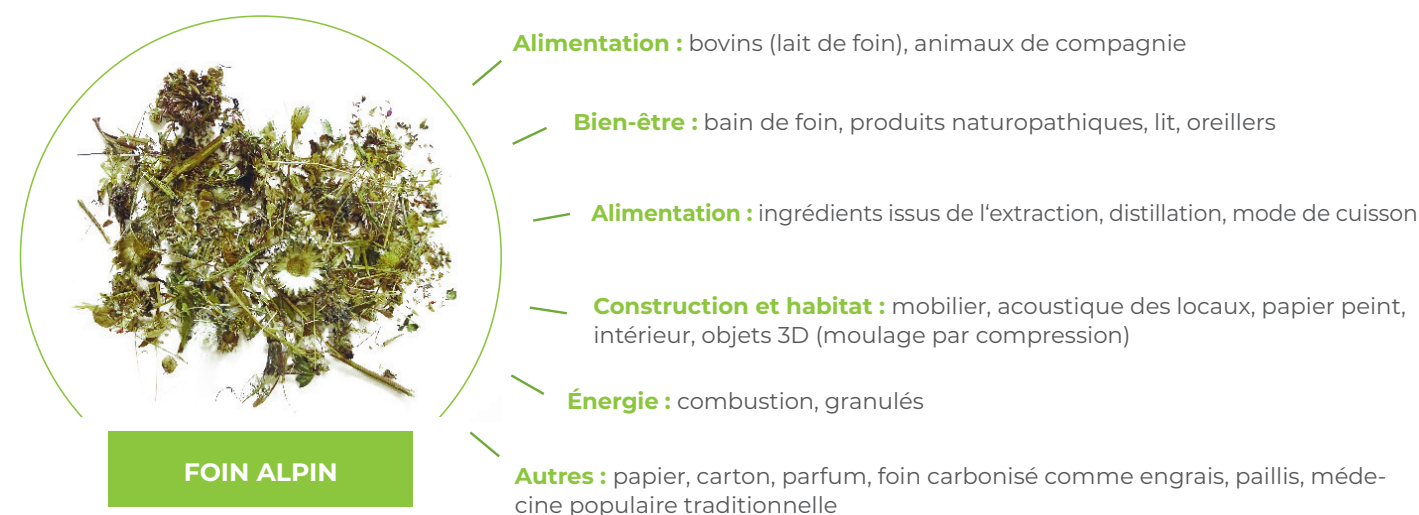 Alimentation : bovins (lait de foin), animaux de compagnie
Bien-être : bain de foin, produits naturopathiques, lit, oreillers
Alimentation : ingrédients issus de l‘extraction, distillation, mode de cuisson
Construction et habitat : mobilier, acoustique des locaux, papier peint,
intérieur, objets 3D (moulage par compression)
Énergie : combustion, granulés
FOIN ALPIN
Autres : papier, carton, parfum, foin carbonisé comme engrais, paillis, méde-
cine populaire traditionnelle